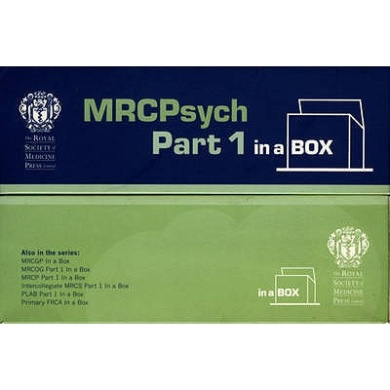 MRCPsych
Part 1 in a BOX
The
ROYAL
SOCIETY of
MEDICINE
PRESS Limited
Also in the series:
MRCGP in a Box
MRCOG Part 1 in a Box
MRCP Part 1 in a Box
Intercollegiate MRCS Part 1 in a Box
PLAB Part 1 in a Box
Primary FRCA in a Box
in a BOX
The
ROYAL
SOCIETY of
MEDICINE
PRESS Limited